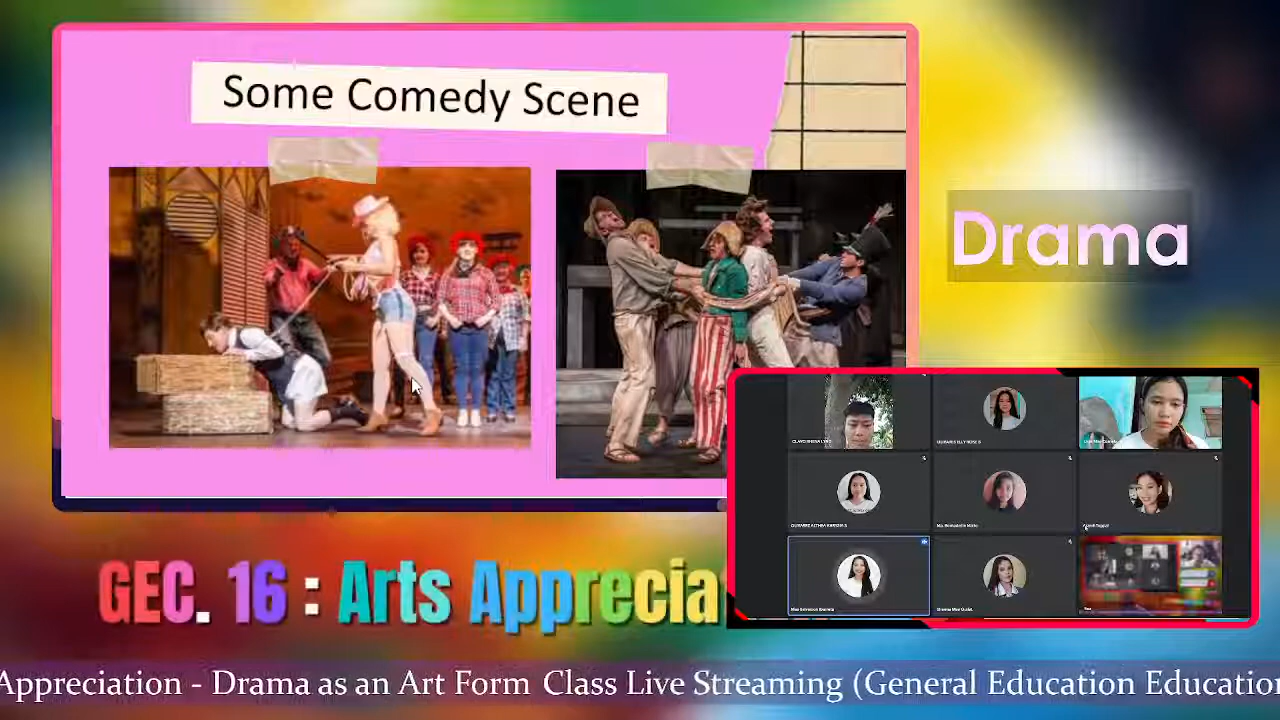 Some Comedy Scene
Drama
GEC. 16 : Arts Apprecia
Appreciation - Drama as an Art Form Class Live Streaming (General Education Education